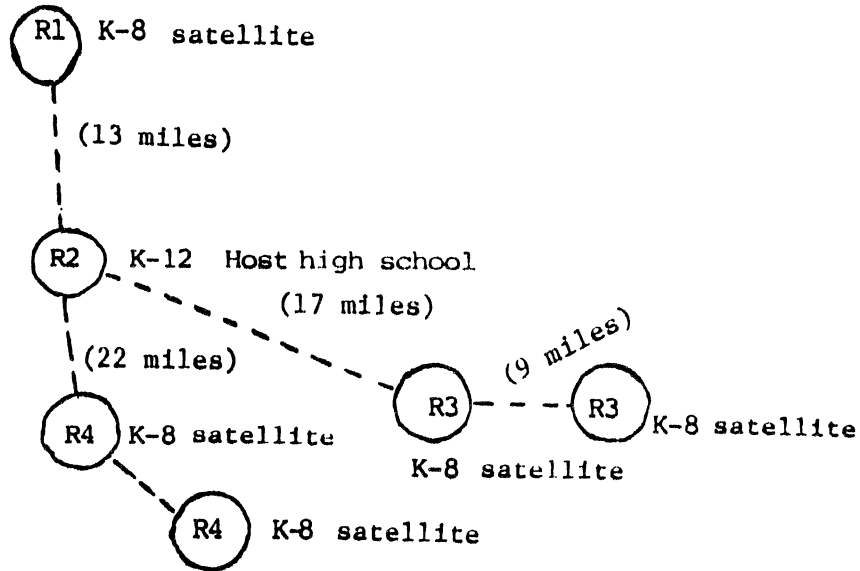 R1 K-8 satellite
(13 miles)
R2 K-12 Host high school
(17 miles)
(22 miles)
(9 miles)
R3
R3
K-8 satellite
R4 K-8 satellite
K-8 satellite
R4 K-8 satellite